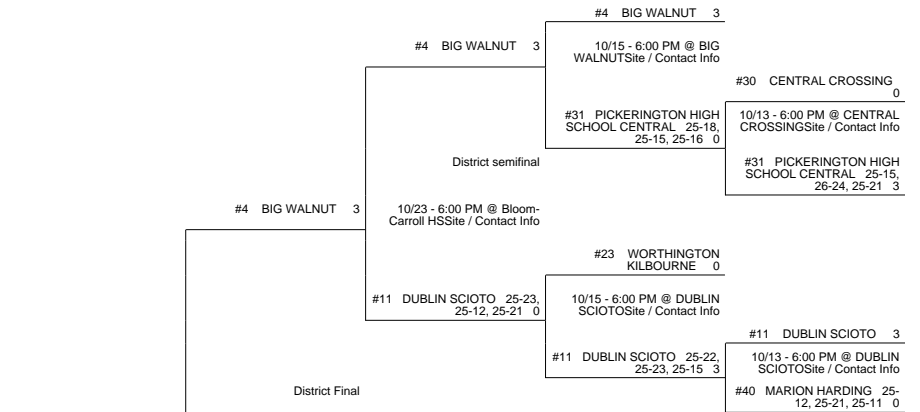 #4 BIG WALNUT 3
#4 BIG WALNUT 3
10/15 - 6:00 PM @ BIG
WALNUTSite / Contact Info
#30 CENTRAL CROSSING
0
#31 PICKERINGTON HIGH
SCHOOL CENTRAL 25-18,
25-15, 25-16 0
10/13 - 6:00 PM @ CENTRAL
CROSSINGSite / Contact Info
District semifinal
#31 PICKERINGTON HIGH
SCHOOL CENTRAL 25-15,
26-24, 25-21 3
#4 BIG WALNUT 3
10/23 - 6:00 PM @ Bloom-
Carroll HSSite / Contact Info
#23 WORTHINGTON
KILBOURNE 0
#11 DUBLIN SCIOTO 25-23,
25-12, 25-21 0
10/15 - 6:00 PM @ DUBLIN
SCIOTOSite / Contact Info
#11 DUBLIN SCIOTO 3
#11 DUBLIN SCIOTO 25-22,
25-23, 25-15 3
10/13 - 6:00 PM @ DUBLIN
SCIOTOSite / Contact Info
District Final
#40 MARION HARDING 25-
12, 25-21, 25-11 0